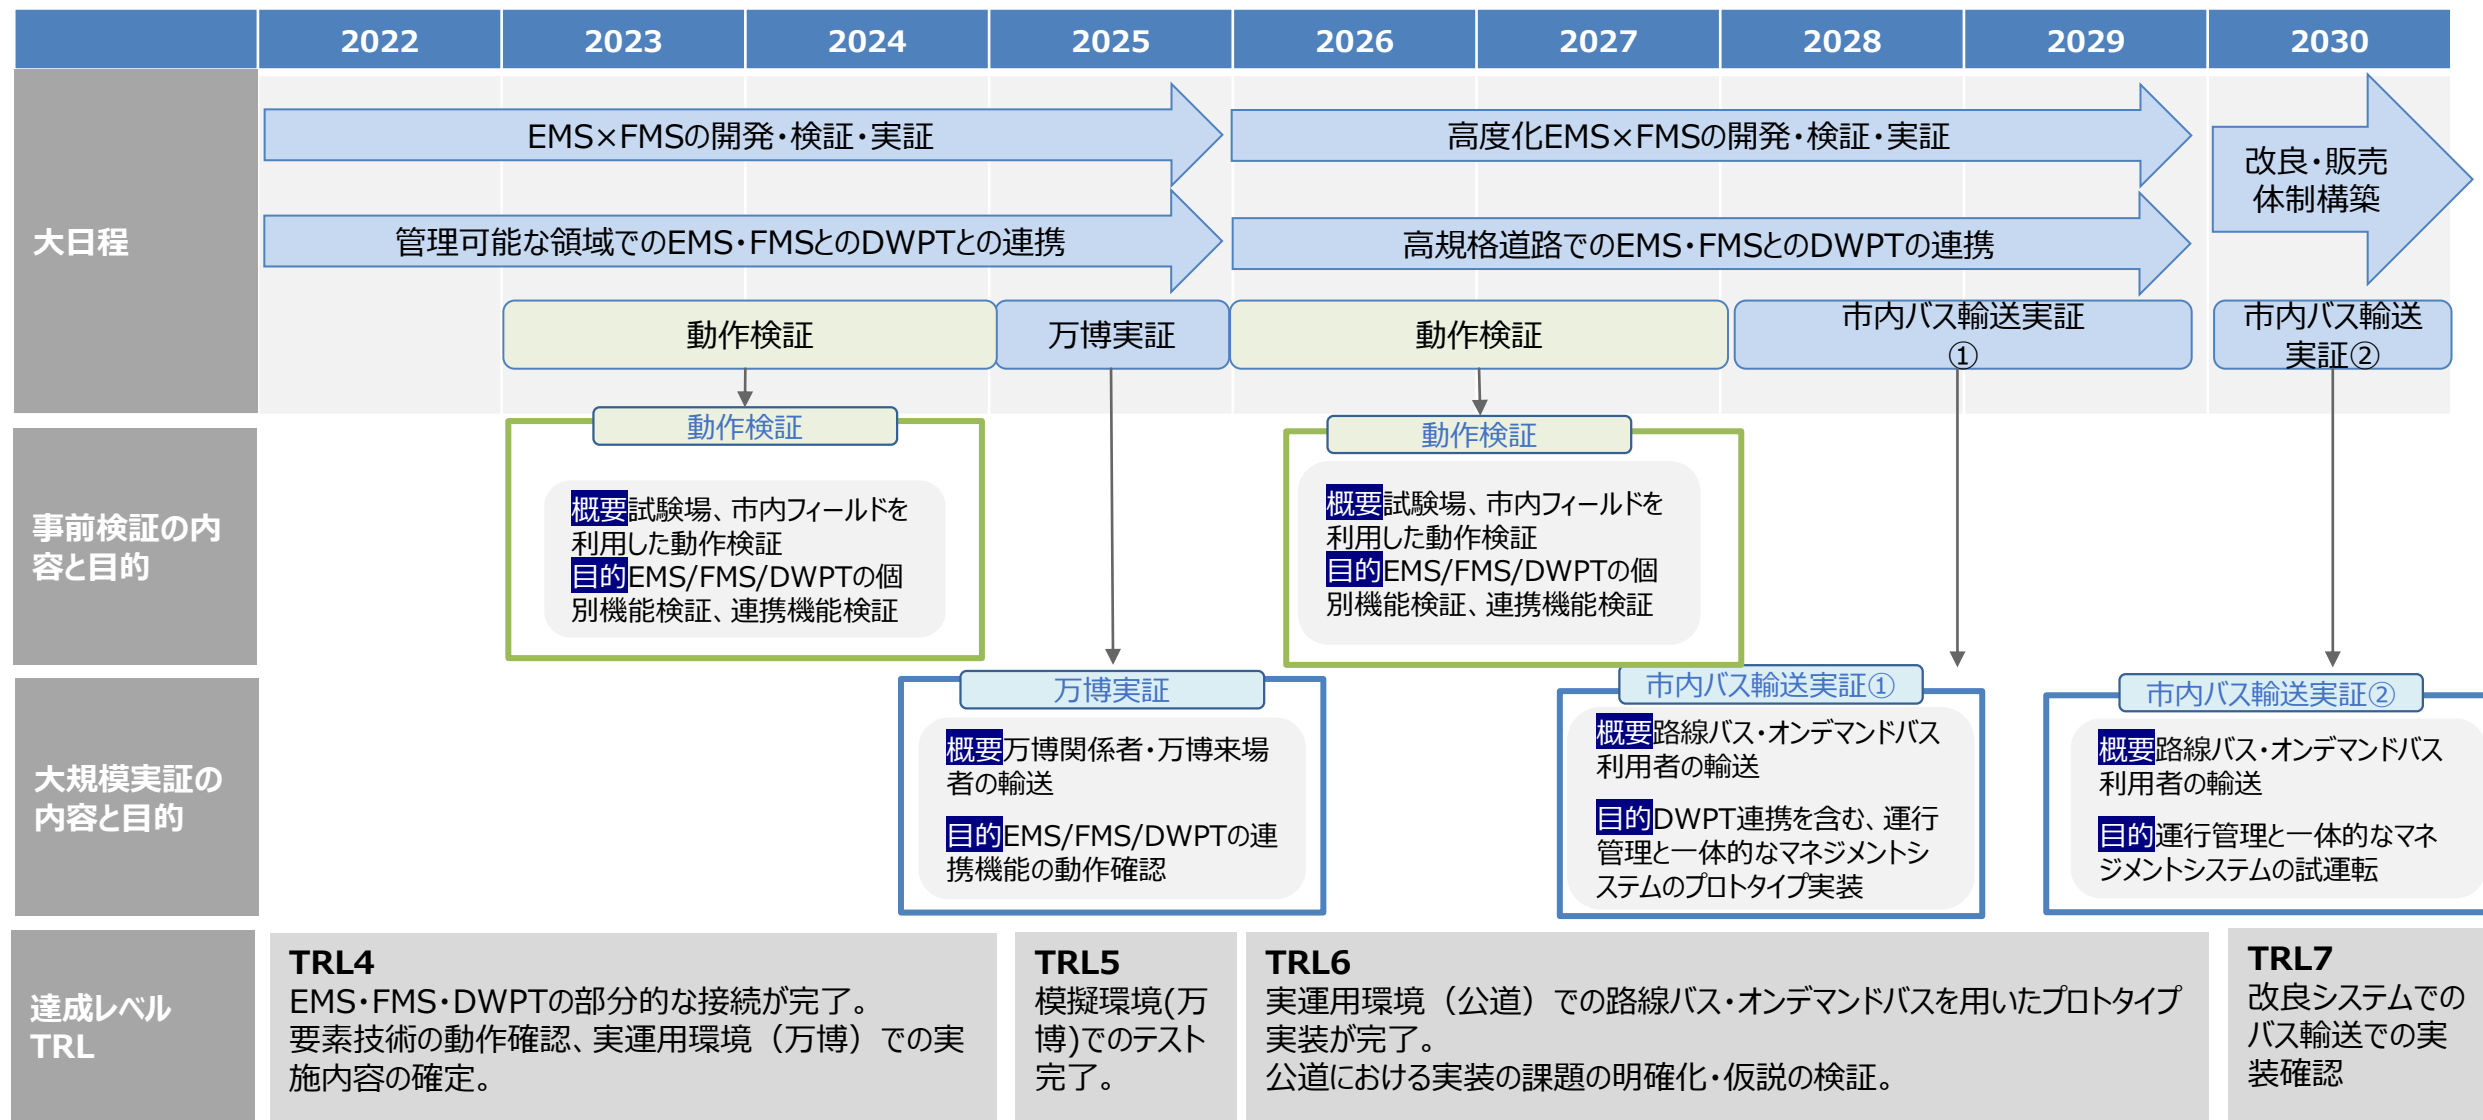 2022 2023 2024 2025 2026 2027 2028 2029 2030
大日程
EMS×FMSの開発・検証・実証
高度化EMS×FMSの開発・検証・実証
改良・販売
体制構築
管理可能な領域でのEMS・FMSとのDWPTとの連携
高規格道路でのEMS・FMSとのDWPTの連携
動作検証
万博実証
動作検証
市内バス輸送実証
①
市内バス輸送
実証②
事前検証の内
容と目的
動作検証
概要試験場、市内フィールドを
利用した動作検証
目的EMS/FMS/DWPTの個
別機能検証、連携機能検証
動作検証
概要試験場、市内フィールドを
利用した動作検証
目的EMS/FMS/DWPTの個
別機能検証、連携機能検証
大規模実証の
内容と目的
万博実証
概要万博関係者・万博来場
者の輸送
目的EMS/FMS/DWPTの連
携機能の動作確認
市内バス輸送実証①
概要路線バス・オンデマンドバス
利用者の輸送
目的DWPT連携を含む、運行
管理と一体的なマネジメントシ
ステムのプロトタイプ実装
市内バス輸送実証②
概要路線バス・オンデマンドバス
利用者の輸送
目的運行管理と一体的なマネ
ジメントシステムの試運転
達成レベル
TRL
TRL4
EMS・FMS・DWPTの部分的な接続が完了。
要素技術の動作確認、実運用環境（万博）での実
施内容の確定。
TRL5
模擬環境(万
博)でのテスト
完了。
TRL6
実運用環境（公道）での路線バス・オンデマンドバスを用いたプロトタイプ
実装が完了。
公道における実装の課題の明確化・仮説の検証。
TRL7
改良システムでの
バス輸送での実
装確認